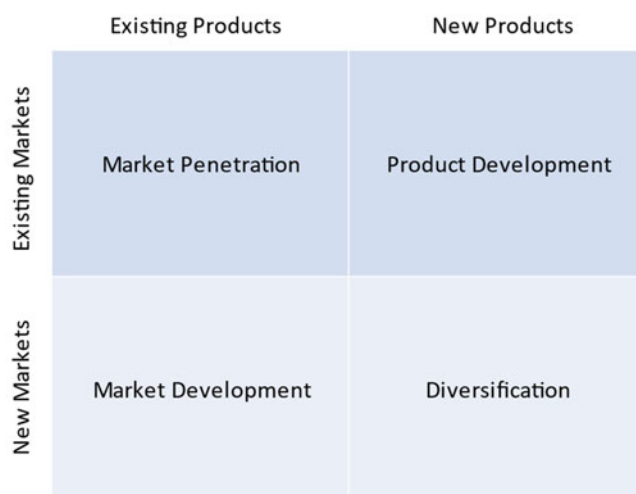 Existing Products
New Products
Existing Markets
Market Penetration
Product Development
New Markets
Market Development
Diversification